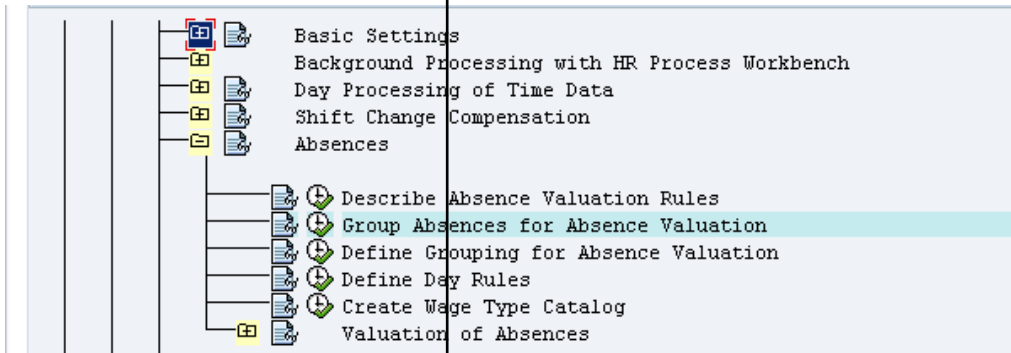 Basic Settings
Background Processing with HR Process Workbench
Day Processing of Time Data
Shift Change Compensation
Absences
Describe Absence Valuation Rules
Group Absences for Absence Valuation
Define Grouping for Absence Valuation
Define Day Rules
Create Wage Type Catalog
Valuation of Absences